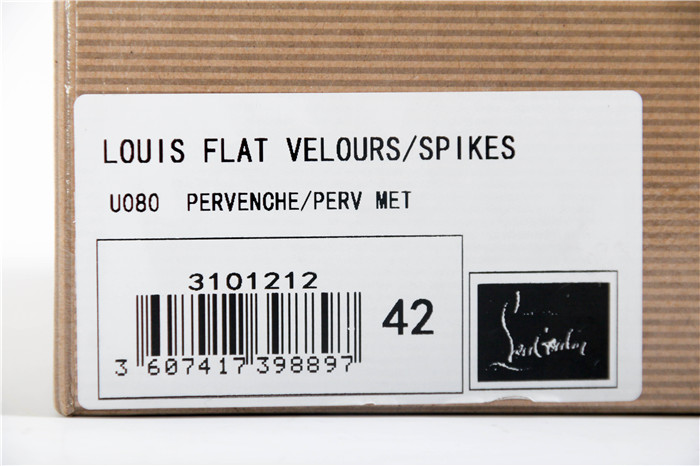 LOUIS FLAT VELOURS/SPIKES
U080 PERVENCHE/PERV MET
3101212
3 607417 398897
42